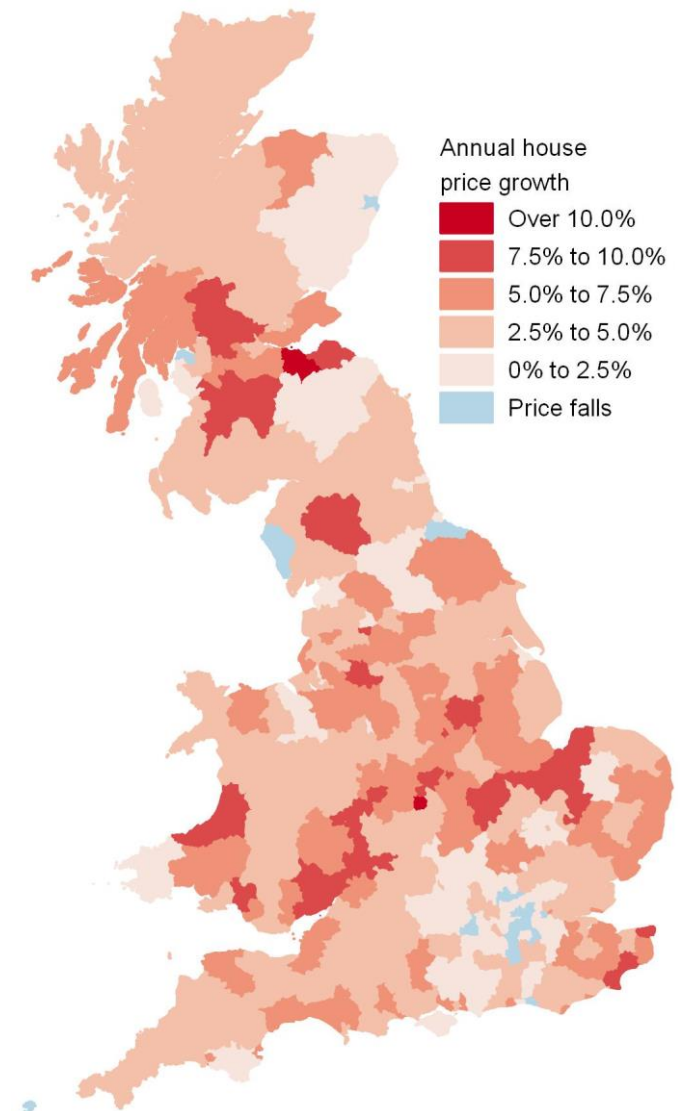 Annual house
price growth
Over 10.0%
7.5% to 10.0%
5.0% to 7.5%
2.5% to 5.0%
0% to 2.5%
Price falls